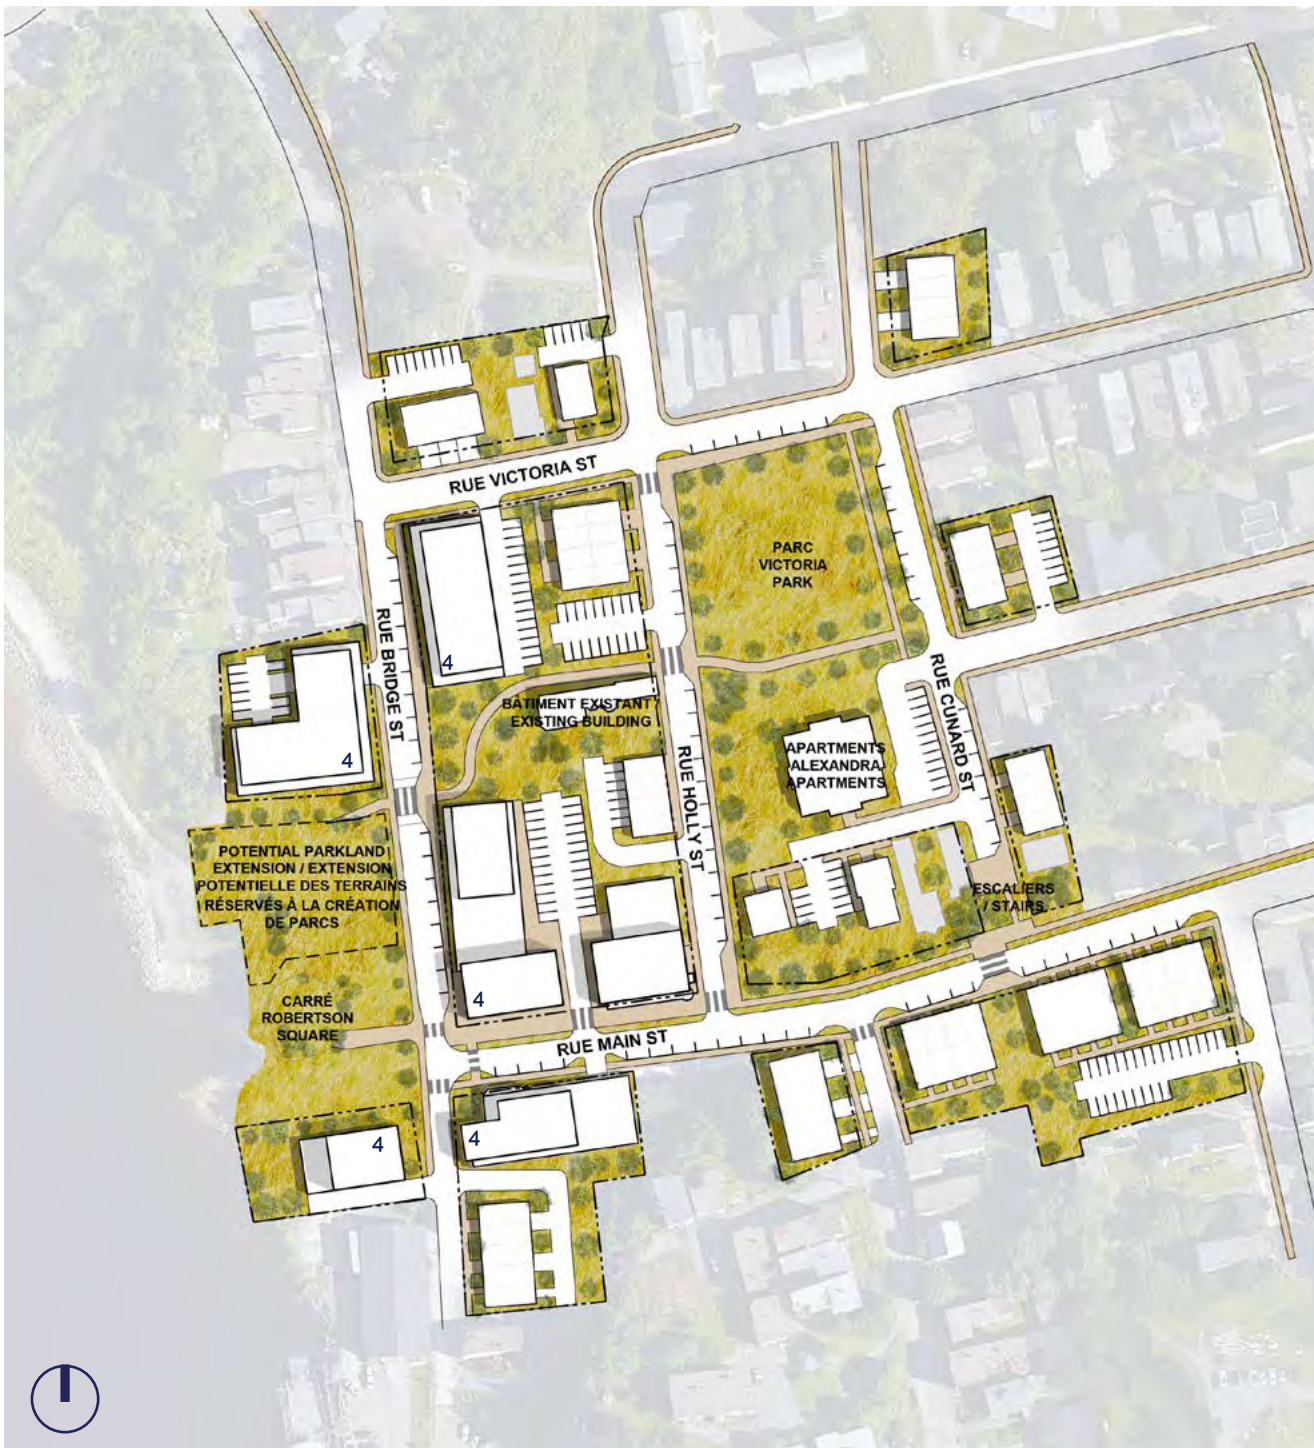 RUE VICTORIA ST
PARC
VICTORIA
PARK
RUE BRIDGE ST
4
4
BÂTIMENT EXISTANT /
EXISTING BUILDING
RUE CUNARD ST
APARTMENTS
ALEXANDRA
APARTMENTS
RUE HOLLY ST
POTENTIAL PARKLAND
EXTENSION / EXTENSION
POTENTIELLE DES TERRAINS
RÉSERVÉS À LA CRÉATION
DE PARCS
ESCALIERS
/ STAIRS
CARRÉ
ROBERTSON
SQUARE
4
RUE MAIN ST
4
4